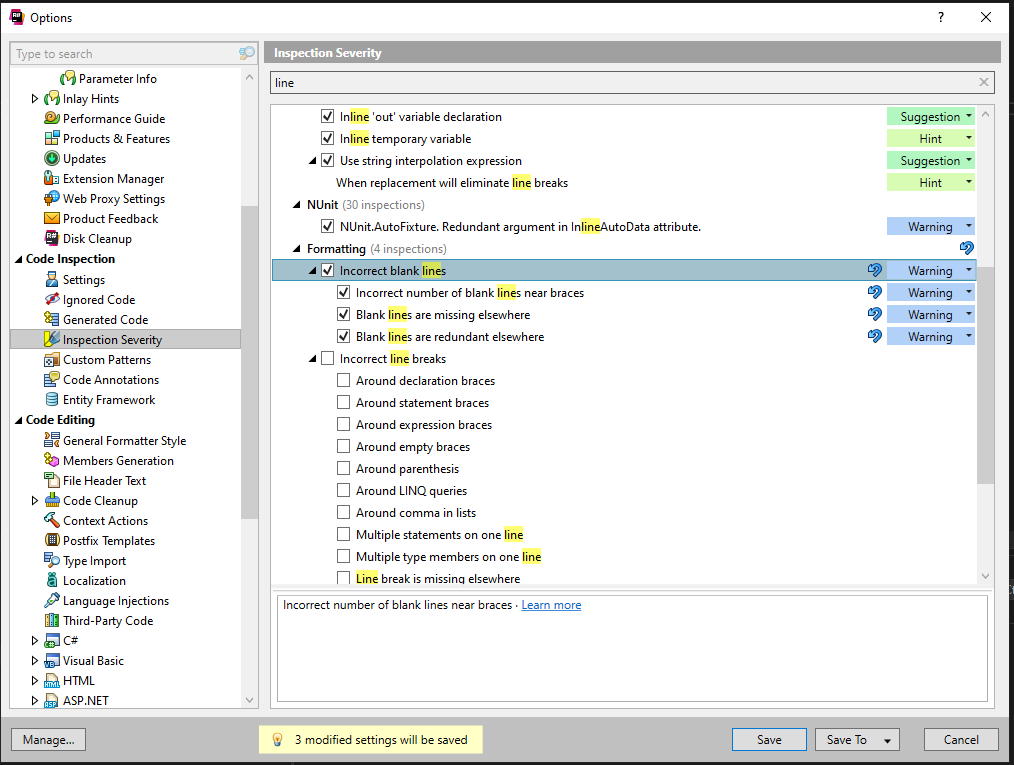 Options
?
Type to search
Parameter Info
Inlay Hints
Performance Guide
Products & Features
Updates
Extension Manager
Web Proxy Settings
Product Feedback
Disk Cleanup
Code Inspection
Settings
Ignored Code
Generated Code
Inspection Severity
Custom Patterns
Code Annotations
Entity Framework
Code Editing
General Formatter Style
Members Generation
File Header Text
Code Cleanup
Context Actions
Postfix Templates
Type Import
Localization
Language Injections
Third-Party Code
C#
Visual Basic
HTML
ASP.NET
Inspection Severity
line
Inline 'out' variable declaration Suggestion
Inline temporary variable Hint
Use string interpolation expression Suggestion
When replacement will eliminate line breaks Hint
NUnit (30 inspections)
NUnit.AutoFixture. Redundant argument in InlineAutoData attribute. Warning
Formatting (4 inspections)
Incorrect blank lines Warning
Incorrect number of blank lines near braces Warning
Blank lines are missing elsewhere Warning
Blank lines are redundant elsewhere Warning
Incorrect line breaks
Around declaration braces
Around statement braces
Around expression braces
Around empty braces
Around parenthesis
Around LINQ queries
Around comma in lists
Multiple statements on one line
Multiple type members on one line
Line break is missing elsewhere
Incorrect number of blank lines near braces · Learn more
Manage...
3 modified settings will be saved
Save
Save To
Cancel